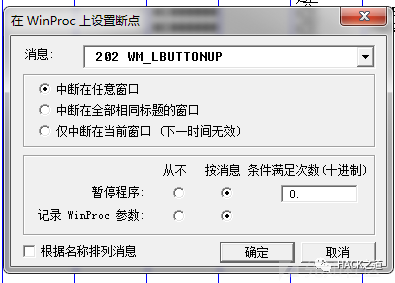 在 WinProc 上设置断点
消息: 202 WM_LBUTTONUP
中断在任意窗口
中断在全部相同标题的窗口
仅中断在当前窗口 (下一时间无效)
从不 按消息 条件满足次数(十进制)
暂停程序: 0.
记录 WinProc 参数:
根据名称排列消息 确定 取消
HACK之道